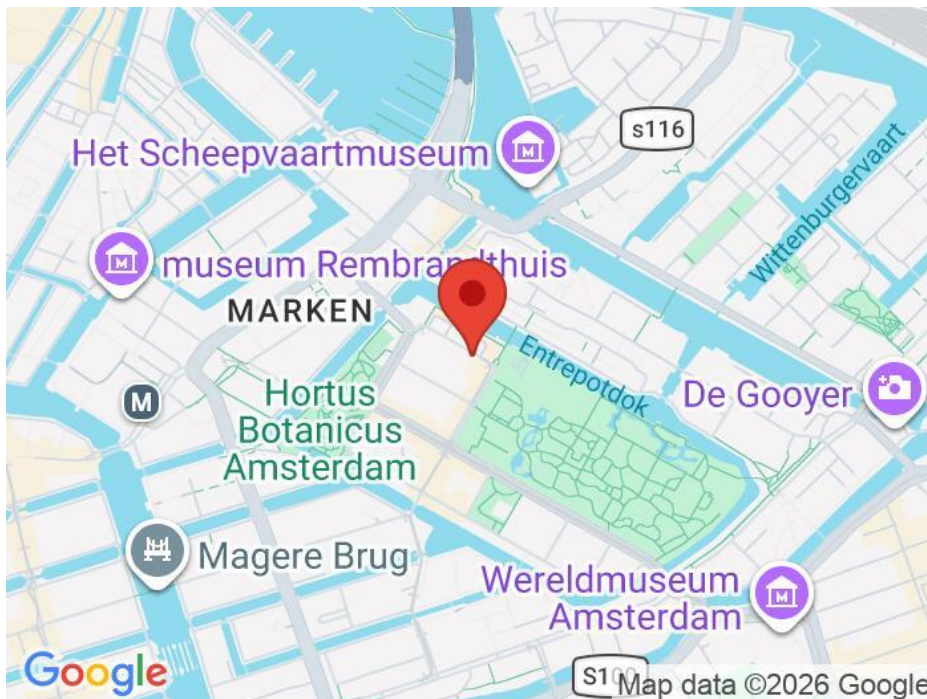 s116
Het Scheepvaartmuseum
Wittenburgervaart
museum Rembrandthuis
MARKEN
Entrepotdok
De Gooyer
M
Hortus
Botanicus
Amsterdam
Magere Brug
Wereldmuseum
Amsterdam
Google
Map data ©2026 Google